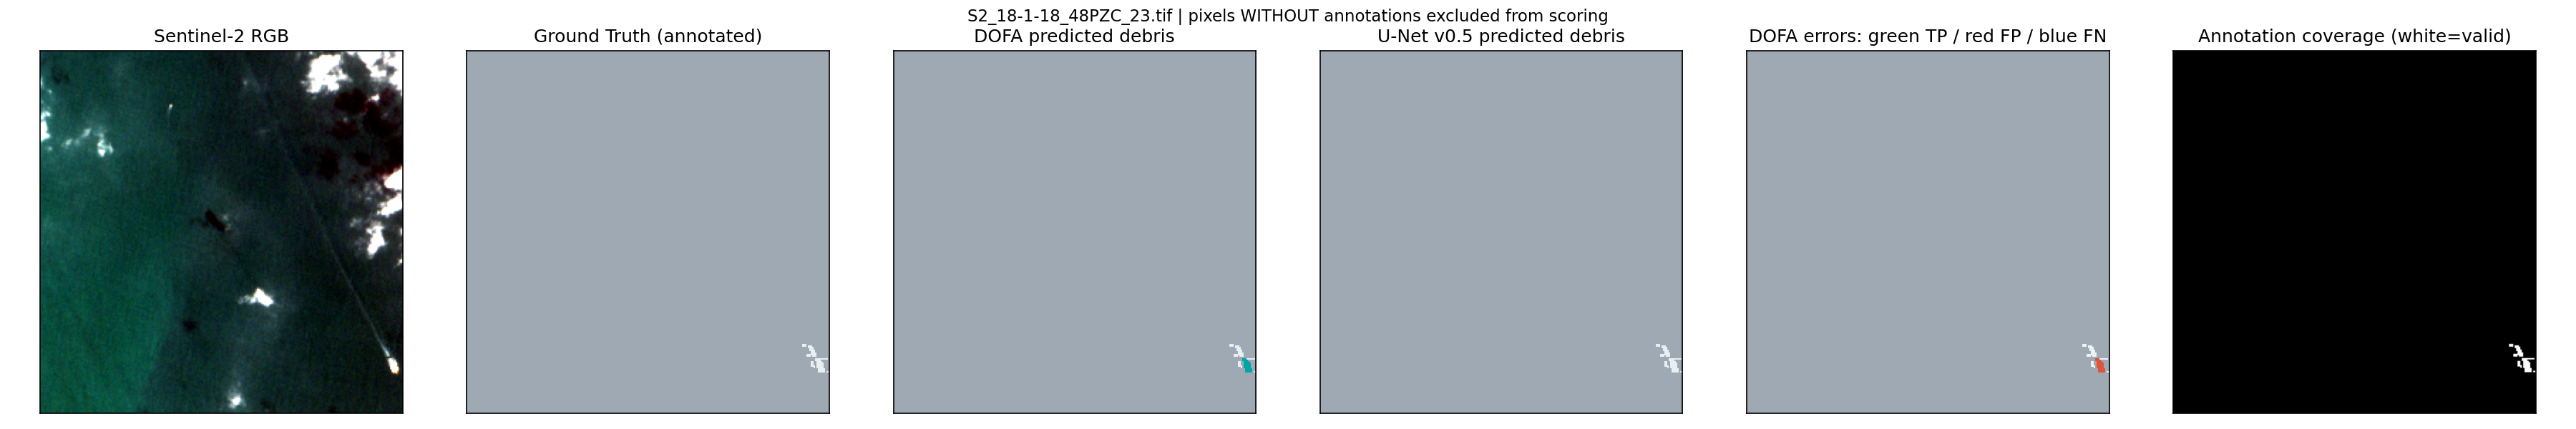 S2_18-1-18_48PZC_23.tif | pixels WITHOUT annotations excluded from scoring
Sentinel-2 RGB
Ground Truth (annotated)
DOFA predicted debris
U-Net v0.5 predicted debris
DOFA errors: green TP / red FP / blue FN
Annotation coverage (white=valid)